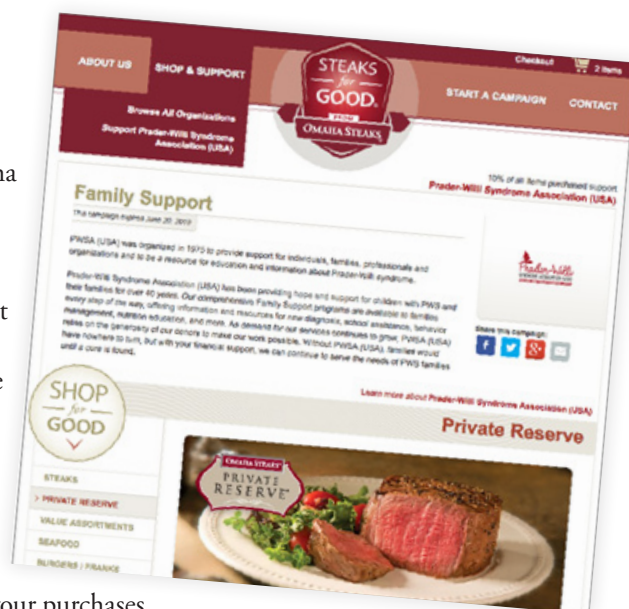 Checkout 2 items
ABOUT US
SHOP & SUPPORT
STEAKS
for
GOOD
FROM
OMAHA STEAKS
START A CAMPAIGN
CONTACT
Browse All Organizations
Support Prader-Willi Syndrome
Association (USA)
10% of all items purchased support
Prader-Willi Syndrome Association (USA)
Family Support
This campaign expires June 20, 2019
PWSA (USA) was organized in 1975 to provide support for individuals, families, professionals and
organizations and to be a resource for education and information about Prader-Willi syndrome.
Prader-Willi Syndrome Association (USA) has been providing hope and support for children with PWS and
their families for over 40 years. Our comprehensive Family Support programs are available to families
every step of the way, offering information and resources for new diagnosis, school assistance, behavior
management, nutrition education, and more. As demand for our services continues to grow, PWSA (USA)
relies on the generosity of our donors to make our work possible. Without PWSA (USA), families would
have nowhere to turn, but with your financial support, we can continue to serve the needs of PWS families
until a cure is found.
Prader-Willi
Share this campaign:
Learn more about Prader-Willi Syndrome Association (USA)
SHOP
for
GOOD
Private Reserve
STEAKS
> PRIVATE RESERVE
VALUE ASSORTMENTS
SEAFOOD
BURGERS / FRANKS
OMAHA STEAKS
PRIVATE
RESERVE
na
t
e
your purchases